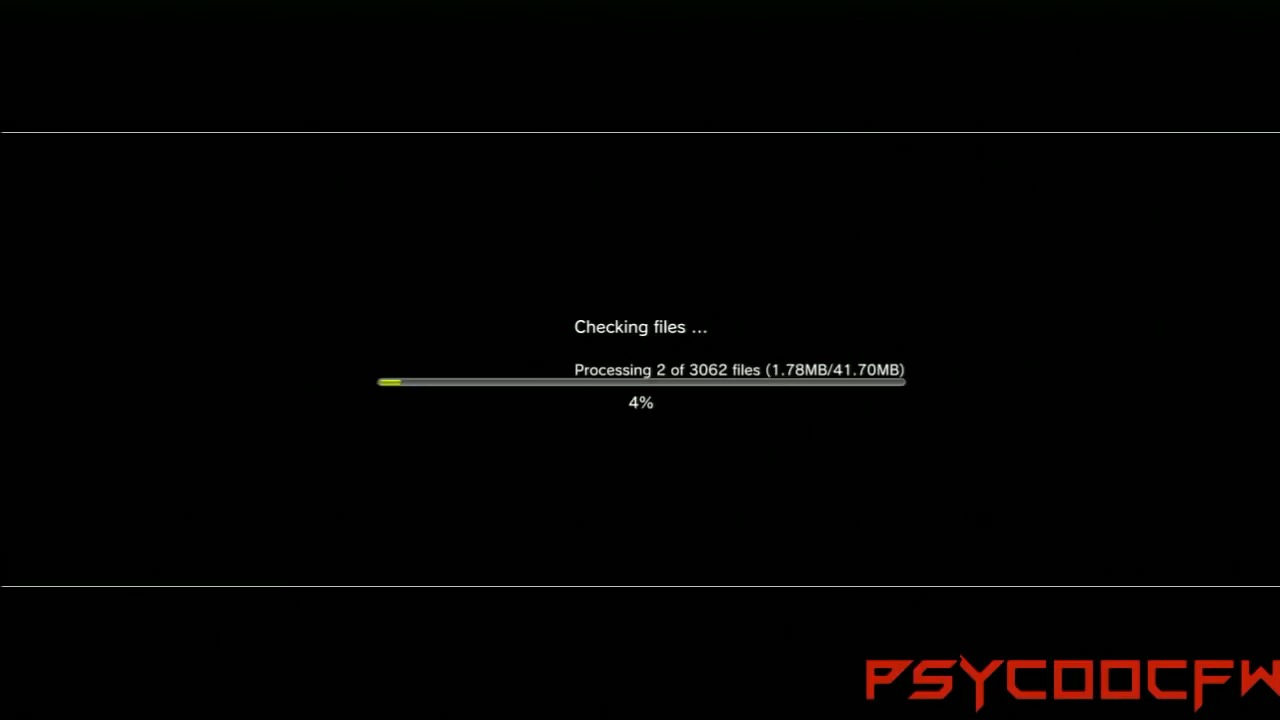 Checking files ...
Processing 2 of 3062 files (1.78MB/41.70MB)
4%
PSYCOOCFW